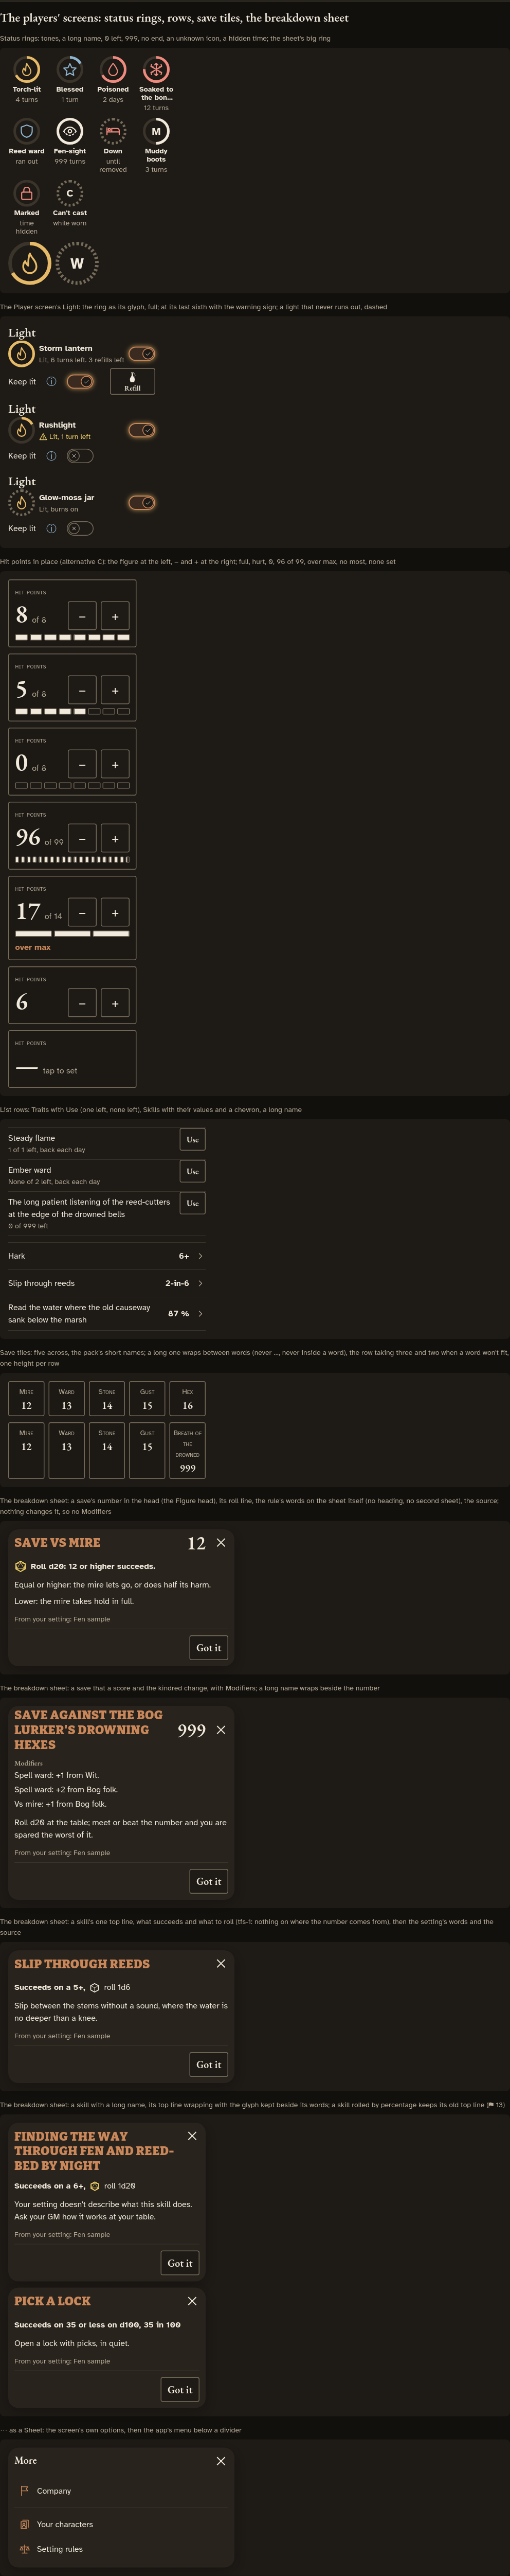 The players' screens: status rings, rows, save tiles, the breakdown sheet
Status rings: tones, a long name, 0 left, 999, no end, an unknown icon, a hidden time; the sheet's big ring
Torch-lit
4 turns
Blessed
1 turn
Poisoned
2 days
Soaked to the bon…
12 turns
Reed ward
ran out
Fen-sight
999 turns
Down
until removed
M
Muddy boots
3 turns
Marked
time hidden
C
Can't cast
while worn
W
The Player screen's Light: the ring as its glyph, full; at its last sixth with the warning sign; a light that never runs out, dashed
Light
Storm lantern
Lit, 6 turns left. 3 refills left
Keep lit
Refill
Light
Rushlight
Lit, 1 turn left
Keep lit
Light
Glow-moss jar
Lit, burns on
Keep lit
Hit points in place (alternative C): the figure at the left, − and + at the right; full, hurt, 0, 96 of 99, over max, no most, none set
HIT POINTS
8 of 8 − +
HIT POINTS
5 of 8 − +
HIT POINTS
0 of 8 − +
HIT POINTS
96 of 99 − +
HIT POINTS
17 of 14 − +
over max
HIT POINTS
6 − +
HIT POINTS
— tap to set
List rows: Traits with Use (one left, none left), Skills with their values and a chevron, a long name
Steady flame
1 of 1 left, back each day
Use
Ember ward
None of 2 left, back each day
Use
The long patient listening of the reed-cutters
at the edge of the drowned bells
0 of 999 left
Use
Hark 6+
Slip through reeds 2-in-6
Read the water where the old causeway
sank below the marsh
87 %
Save tiles: five across, the pack's short names; a long one wraps between words (never …, never inside a word), the row taking three and two when a word won't fit,
one height per row
Mire Ward Stone Gust Hex
12 13 14 15 16
Mire Ward Stone Gust Breath of
the
drowned
12 13 14 15 999
The breakdown sheet: a save's number in the head (the Figure head), its roll line, the rule's words on the sheet itself (no heading, no second sheet), the source;
nothing changes it, so no Modifiers
SAVE VS MIRE 12
Roll d20: 12 or higher succeeds.
Equal or higher: the mire lets go, or does half its harm.
Lower: the mire takes hold in full.
From your setting: Fen sample
Got it
The breakdown sheet: a save that a score and the kindred change, with Modifiers; a long name wraps beside the number
SAVE AGAINST THE BOG
LURKER'S DROWNING
HEXES
999
Modifiers
Spell ward: +1 from Wit.
Spell ward: +2 from Bog folk.
Vs mire: +1 from Bog folk.
Roll d20 at the table; meet or beat the number and you are
spared the worst of it.
From your setting: Fen sample
Got it
The breakdown sheet: a skill's one top line, what succeeds and what to roll (tfs-1: nothing on where the number comes from), then the setting's words and the
source
SLIP THROUGH REEDS
Succeeds on a 5+, roll 1d6
Slip between the stems without a sound, where the water is
no deeper than a knee.
From your setting: Fen sample
Got it
The breakdown sheet: a skill with a long name, its top line wrapping with the glyph kept beside its words; a skill rolled by percentage keeps its old top line (⚑ 13)
FINDING THE WAY
THROUGH FEN AND REED-
BED BY NIGHT
Succeeds on a 6+, roll 1d20
Your setting doesn't describe what this skill does.
Ask your GM how it works at your table.
From your setting: Fen sample
Got it
PICK A LOCK
Succeeds on 35 or less on d100, 35 in 100
Open a lock with picks, in quiet.
From your setting: Fen sample
Got it
⋯ as a Sheet: the screen's own options, then the app's menu below a divider
More
Company
Your characters
Setting rules